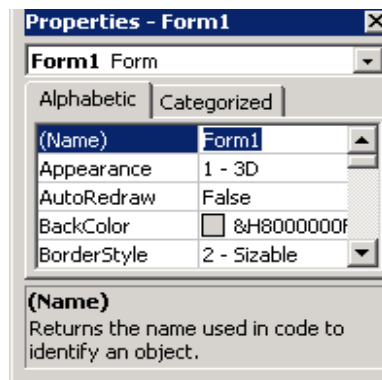 Properties - Form1
Form1 Form
Alphabetic Categorized
(Name) Form1
Appearance 1 - 3D
AutoRedraw False
BackColor &H8000000F
BorderStyle 2 - Sizable
(Name)
Returns the name used in code to
identify an object.